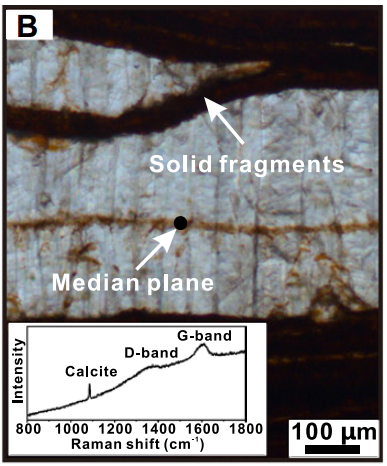 B
Solid fragments
Median plane
G-band
D-band
Calcite
Intensity
800 1000 1200 1400 1600 1800
Raman shift (cm⁻¹)
100 µm